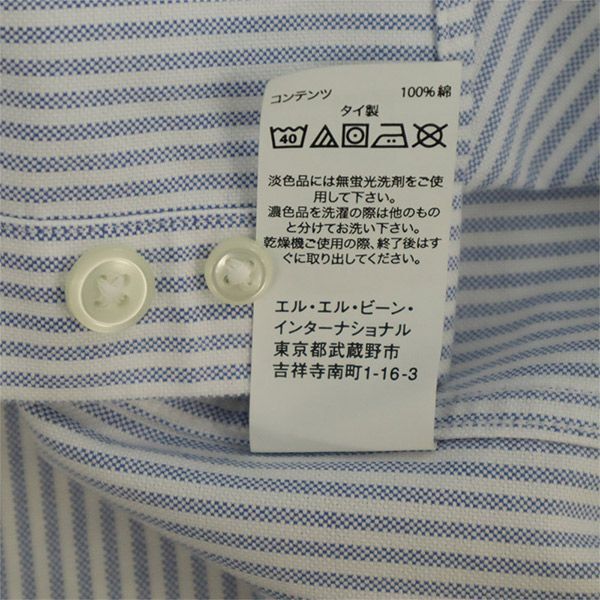 コンテンツ 100%綿
タイ製
40
淡色品には無蛍光洗剤をご使
用して下さい。
濃色品を洗濯の際は他のもの
と分けてお洗い下さい。
乾燥機ご使用の際、終了後はす
ぐに取り出してください。
エル・エル・ビーン・
インターナショナル
東京都武蔵野市
吉祥寺南町1-16-3